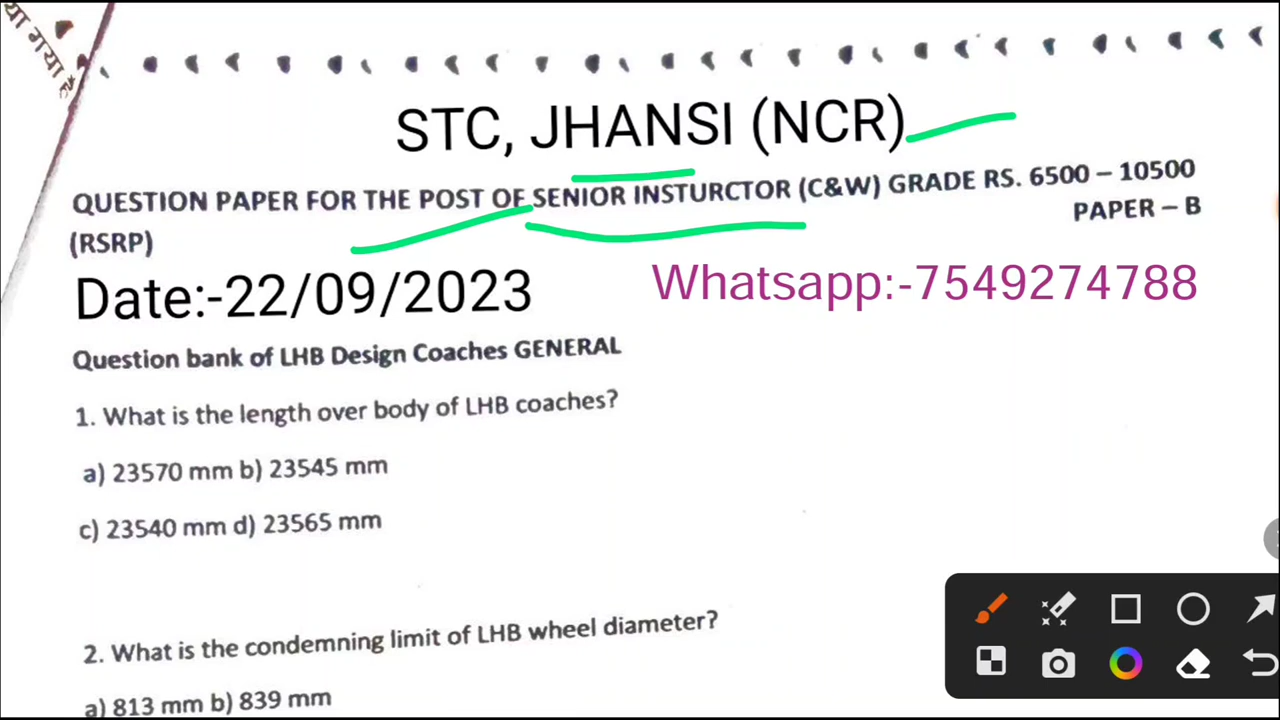 STC, JHANSI (NCR)
QUESTION PAPER FOR THE POST OF SENIOR INSTURCTOR (C&W) GRADE RS. 6500 – 10500
(RSRP) PAPER – B
Date:-22/09/2023 Whatsapp:-7549274788
Question bank of LHB Design Coaches GENERAL
1. What is the length over body of LHB coaches?
a) 23570 mm b) 23545 mm
c) 23540 mm d) 23565 mm
2. What is the condemning limit of LHB wheel diameter?
a) 813 mm b) 839 mm